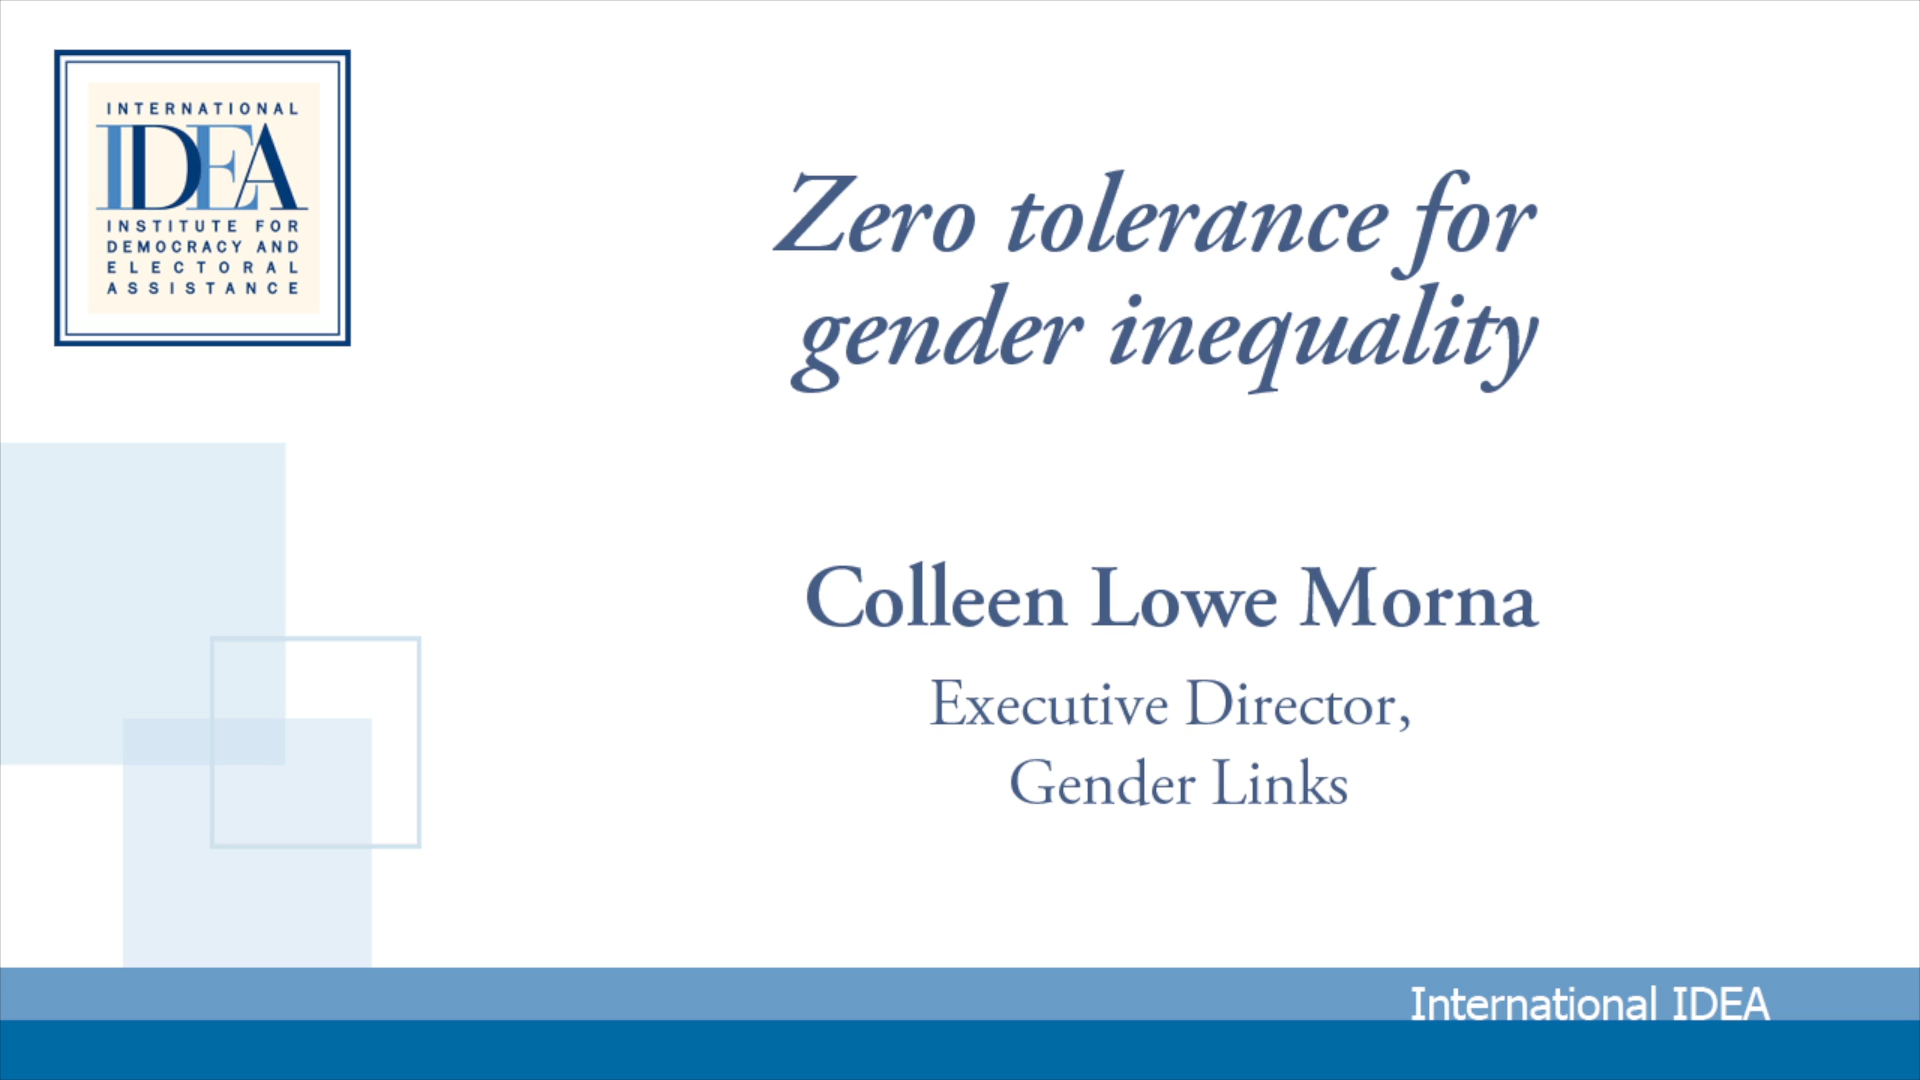 INTERNATIONAL
IDEA
INSTITUTE FOR
DEMOCRACY AND
ELECTORAL
ASSISTANCE
Zero tolerance for
gender inequality
Colleen Lowe Morna
Executive Director,
Gender Links
International IDEA